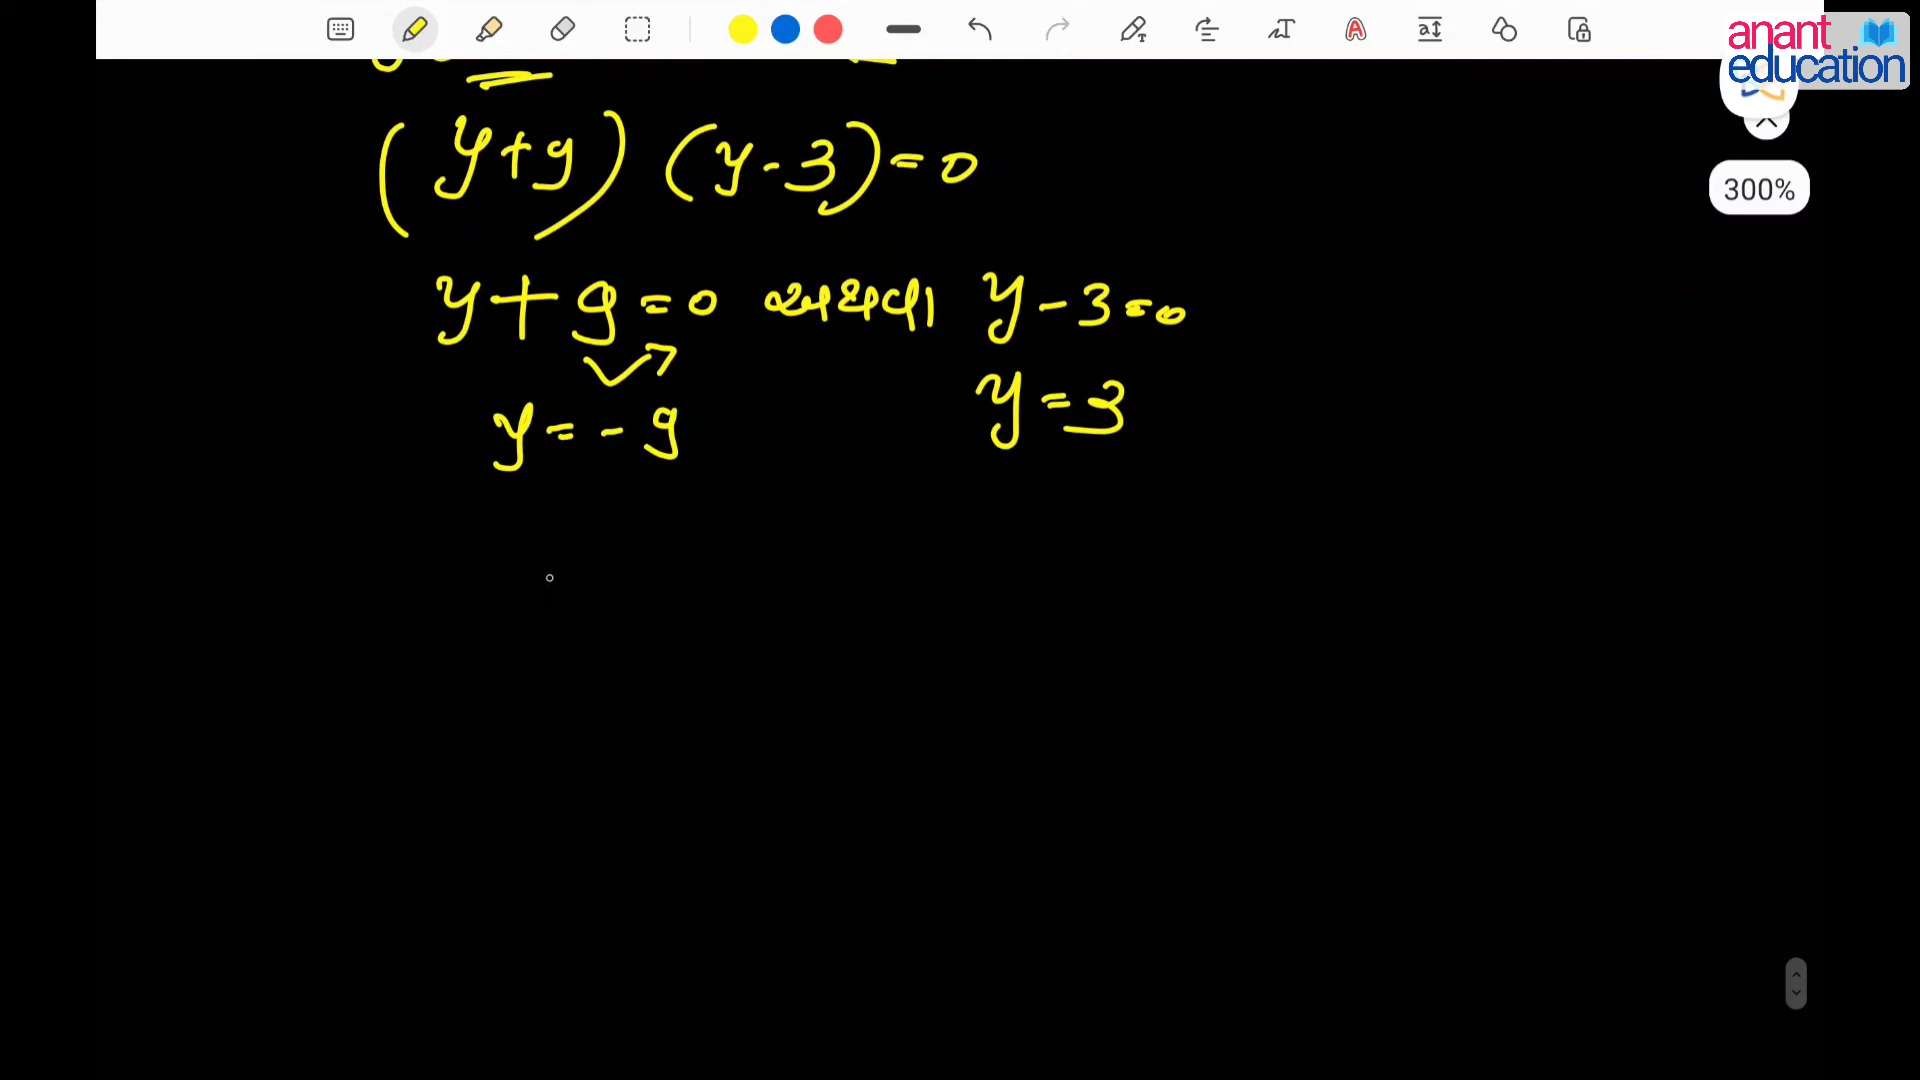 anant
education
300%
(y+9) (y-3)=0
y+9=0 અથવા y-3=0
y=-9 y=3